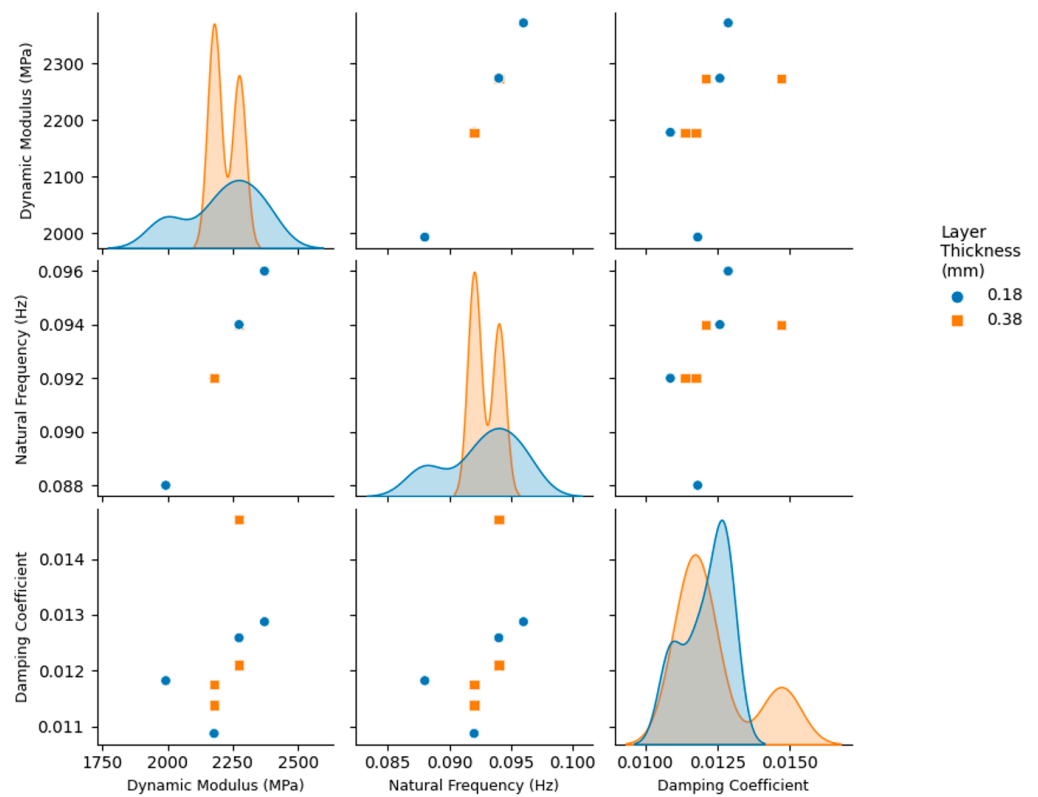 Dynamic Modulus (MPa)
2300
2200
2100
2000
Natural Frequency (Hz)
0.096
0.094
0.092
0.090
0.088
Damping Coefficient
0.014
0.013
0.012
0.011
1750 2000 2250 2500
Dynamic Modulus (MPa)
0.085 0.090 0.095 0.100
Natural Frequency (Hz)
0.0100 0.0125 0.0150
Damping Coefficient
Layer
Thickness
(mm)
0.18
0.38